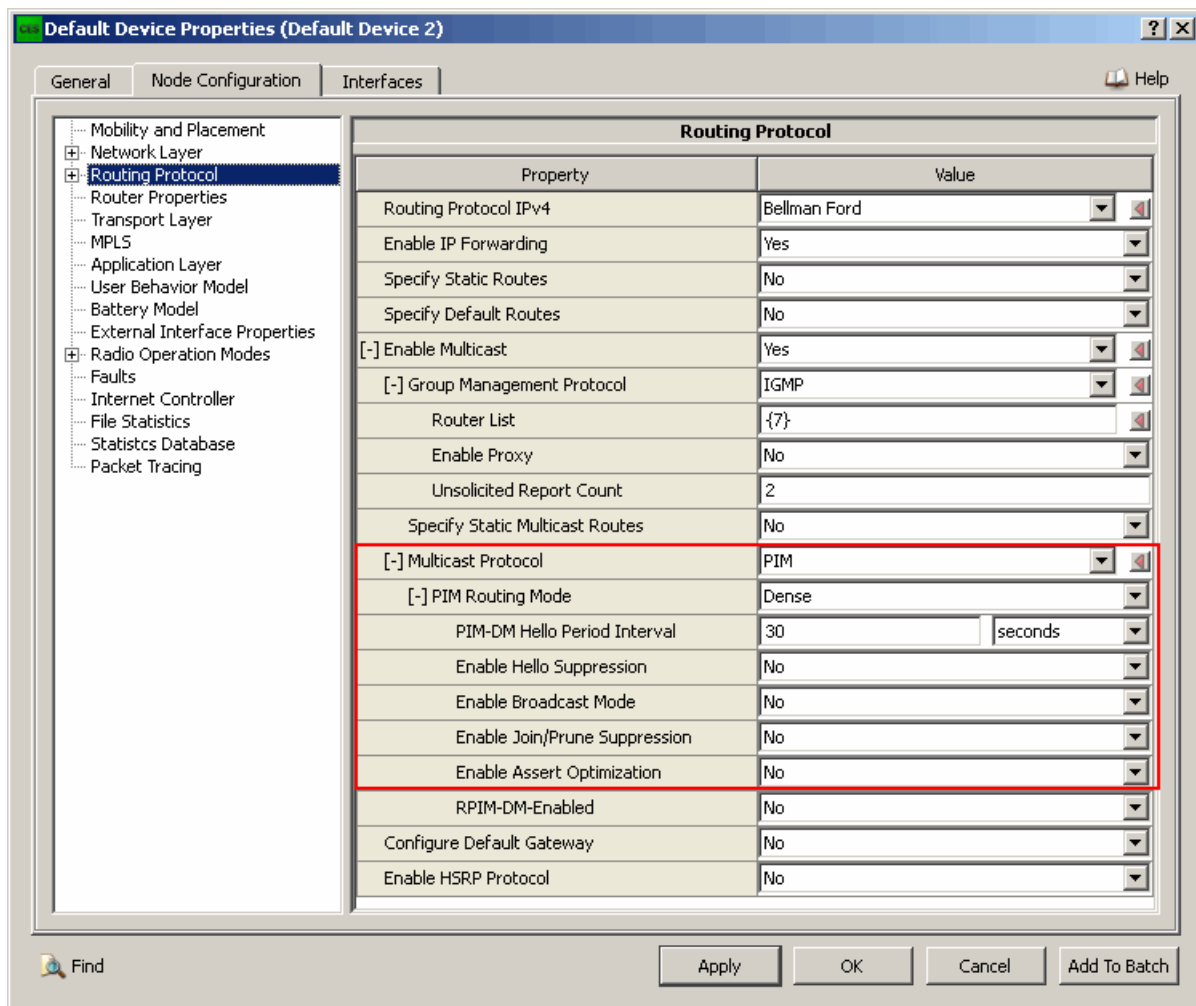 CES Default Device Properties (Default Device 2)
General Node Configuration Interfaces Help
Mobility and Placement
Network Layer
Routing Protocol
Router Properties
Transport Layer
MPLS
Application Layer
User Behavior Model
Battery Model
External Interface Properties
Radio Operation Modes
Faults
Internet Controller
File Statistics
Statistcs Database
Packet Tracing
Routing Protocol
Property Value
Routing Protocol IPv4 Bellman Ford
Enable IP Forwarding Yes
Specify Static Routes No
Specify Default Routes No
[-] Enable Multicast Yes
[-] Group Management Protocol IGMP
Router List {7}
Enable Proxy No
Unsolicited Report Count 2
Specify Static Multicast Routes No
[-] Multicast Protocol PIM
[-] PIM Routing Mode Dense
PIM-DM Hello Period Interval 30 seconds
Enable Hello Suppression No
Enable Broadcast Mode No
Enable Join/Prune Suppression No
Enable Assert Optimization No
RPIM-DM-Enabled No
Configure Default Gateway No
Enable HSRP Protocol No
Find Apply OK Cancel Add To Batch